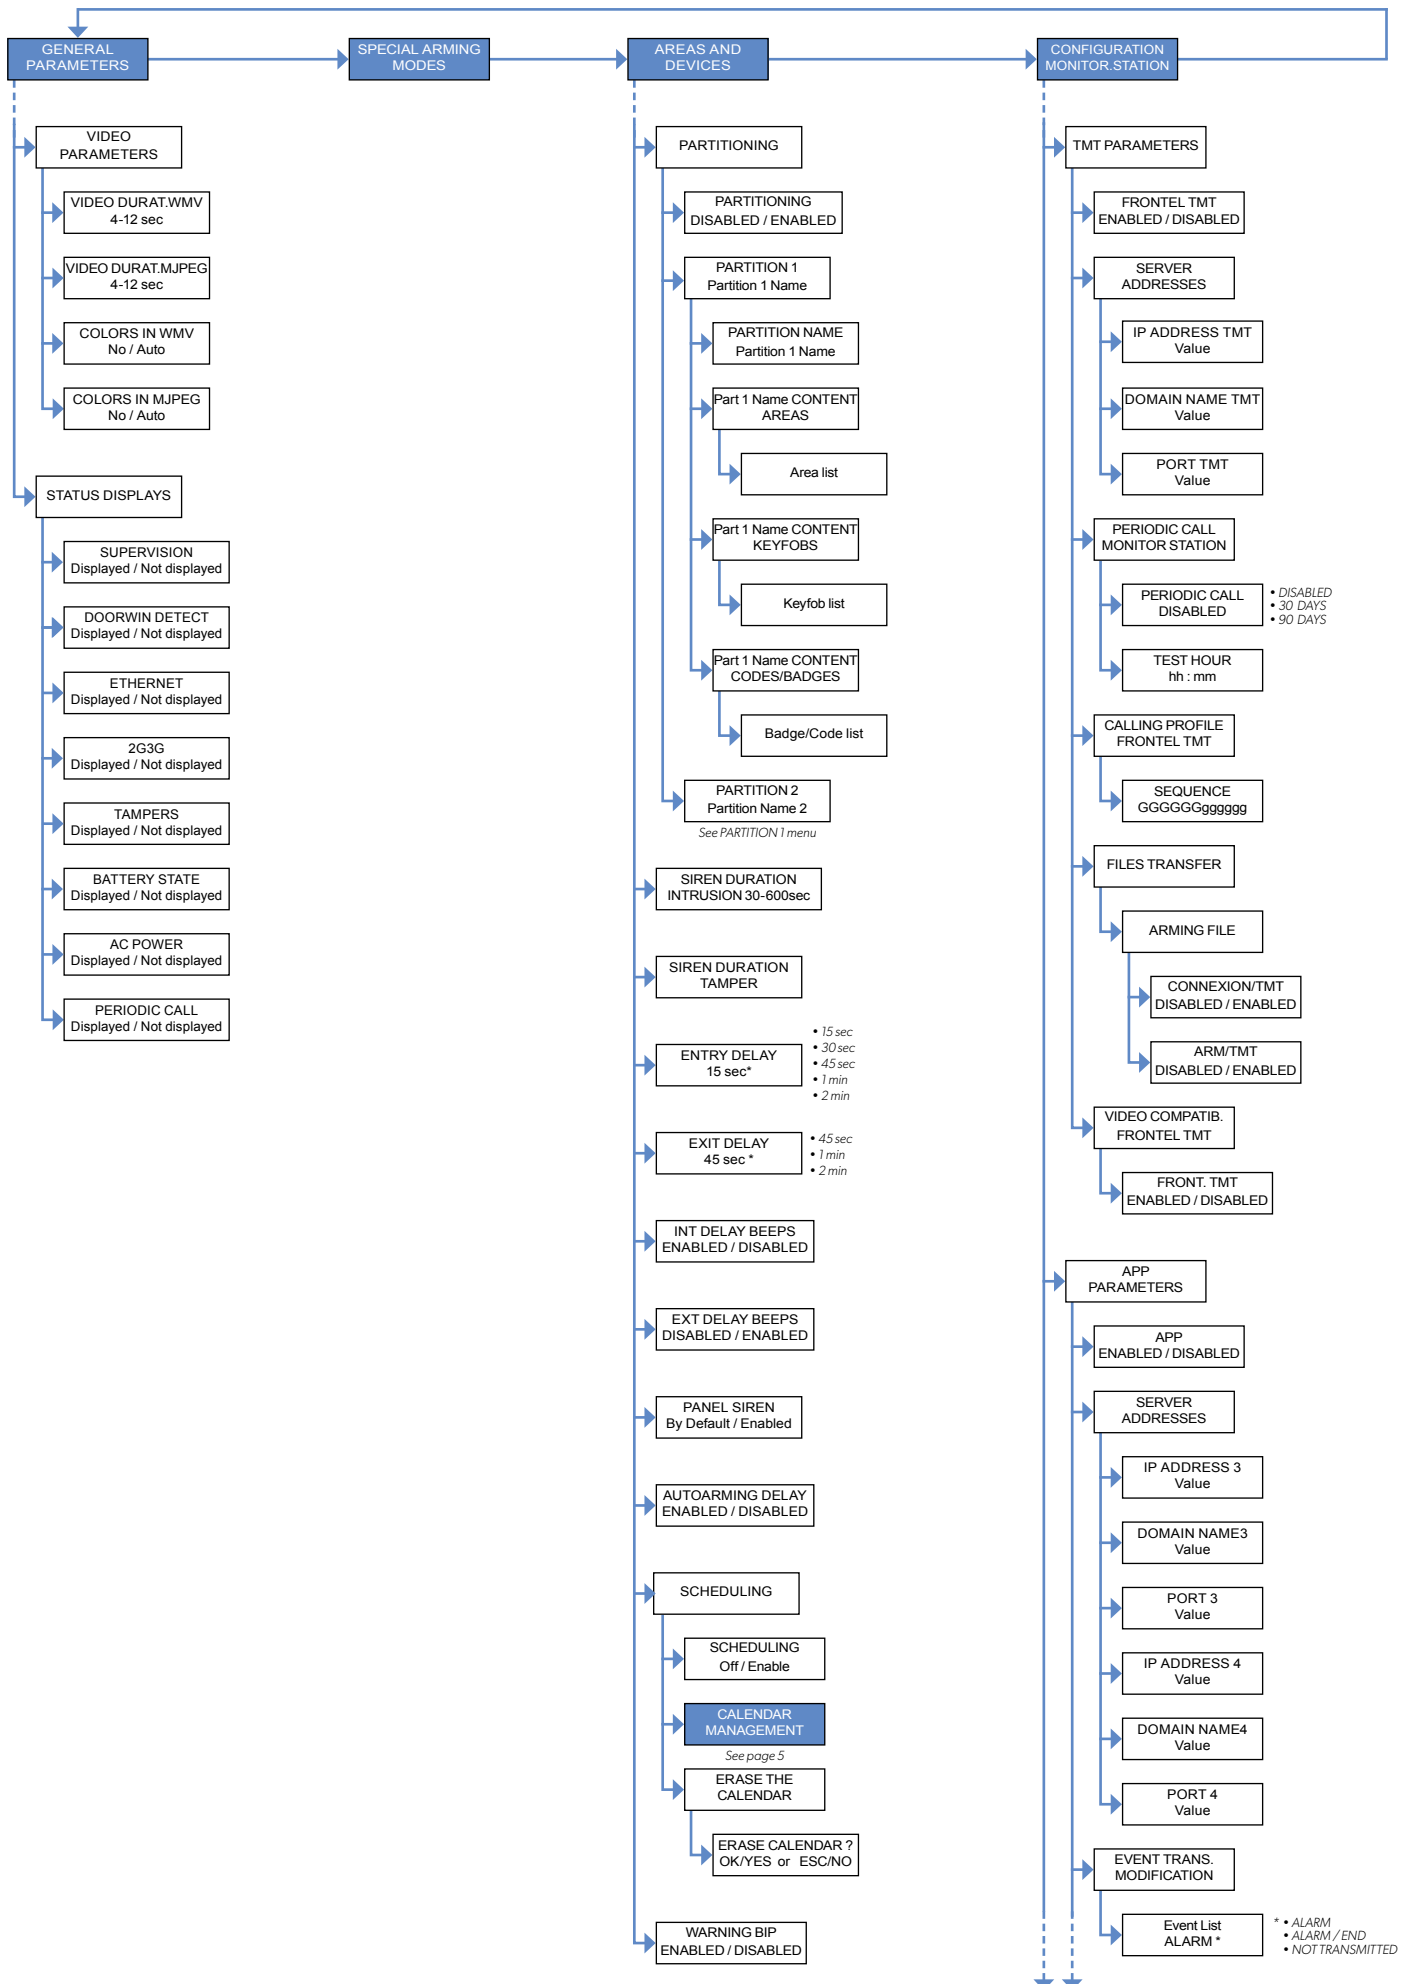 GENERAL
PARAMETERS
SPECIAL ARMING
MODES
AREAS AND
DEVICES
CONFIGURATION
MONITOR.STATION
VIDEO
PARAMETERS
VIDEO DURAT.WMV
4-12 sec
VIDEO DURAT.MJPEG
4-12 sec
COLORS IN WMV
No / Auto
COLORS IN MJPEG
No / Auto
STATUS DISPLAYS
SUPERVISION
Displayed / Not displayed
DOORWIN DETECT
Displayed / Not displayed
ETHERNET
Displayed / Not displayed
2G3G
Displayed / Not displayed
TAMPERS
Displayed / Not displayed
BATTERY STATE
Displayed / Not displayed
AC POWER
Displayed / Not displayed
PERIODIC CALL
Displayed / Not displayed
PARTITIONING
PARTITIONING
DISABLED / ENABLED
PARTITION 1
Partition 1 Name
PARTITION NAME
Partition 1 Name
Part 1 Name CONTENT
AREAS
Area list
Part 1 Name CONTENT
KEYFOBS
Keyfob list
Part 1 Name CONTENT
CODES/BADGES
Badge/Code list
PARTITION 2
Partition Name 2
See PARTITION 1 menu
SIREN DURATION
INTRUSION 30-600sec
SIREN DURATION
TAMPER
ENTRY DELAY
15 sec*
• 15 sec
• 30 sec
• 45 sec
• 1 min
• 2 min
EXIT DELAY
45 sec *
• 45 sec
• 1 min
• 2 min
INT DELAY BEEPS
ENABLED / DISABLED
EXT DELAY BEEPS
DISABLED / ENABLED
PANEL SIREN
By Default / Enabled
AUTOARMING DELAY
ENABLED / DISABLED
SCHEDULING
SCHEDULING
Off / Enable
CALENDAR
MANAGEMENT
See page 5
ERASE THE
CALENDAR
ERASE CALENDAR ?
OK/YES or ESC/NO
WARNING BIP
ENABLED / DISABLED
TMT PARAMETERS
FRONTEL TMT
ENABLED / DISABLED
SERVER
ADDRESSES
IP ADDRESS TMT
Value
DOMAIN NAME TMT
Value
PORT TMT
Value
PERIODIC CALL
MONITOR STATION
PERIODIC CALL
DISABLED
• DISABLED
• 30 DAYS
• 90 DAYS
TEST HOUR
hh : mm
CALLING PROFILE
FRONTEL TMT
SEQUENCE
GGGGGGgggggg
FILES TRANSFER
ARMING FILE
CONNEXION/TMT
DISABLED / ENABLED
ARM/TMT
DISABLED / ENABLED
VIDEO COMPATIB.
FRONTEL TMT
FRONT. TMT
ENABLED / DISABLED
APP
PARAMETERS
APP
ENABLED / DISABLED
SERVER
ADDRESSES
IP ADDRESS 3
Value
DOMAIN NAME3
Value
PORT 3
Value
IP ADDRESS 4
Value
DOMAIN NAME4
Value
PORT 4
Value
EVENT TRANS.
MODIFICATION
Event List
ALARM *
* • ALARM
• ALARM / END
• NOT TRANSMITTED